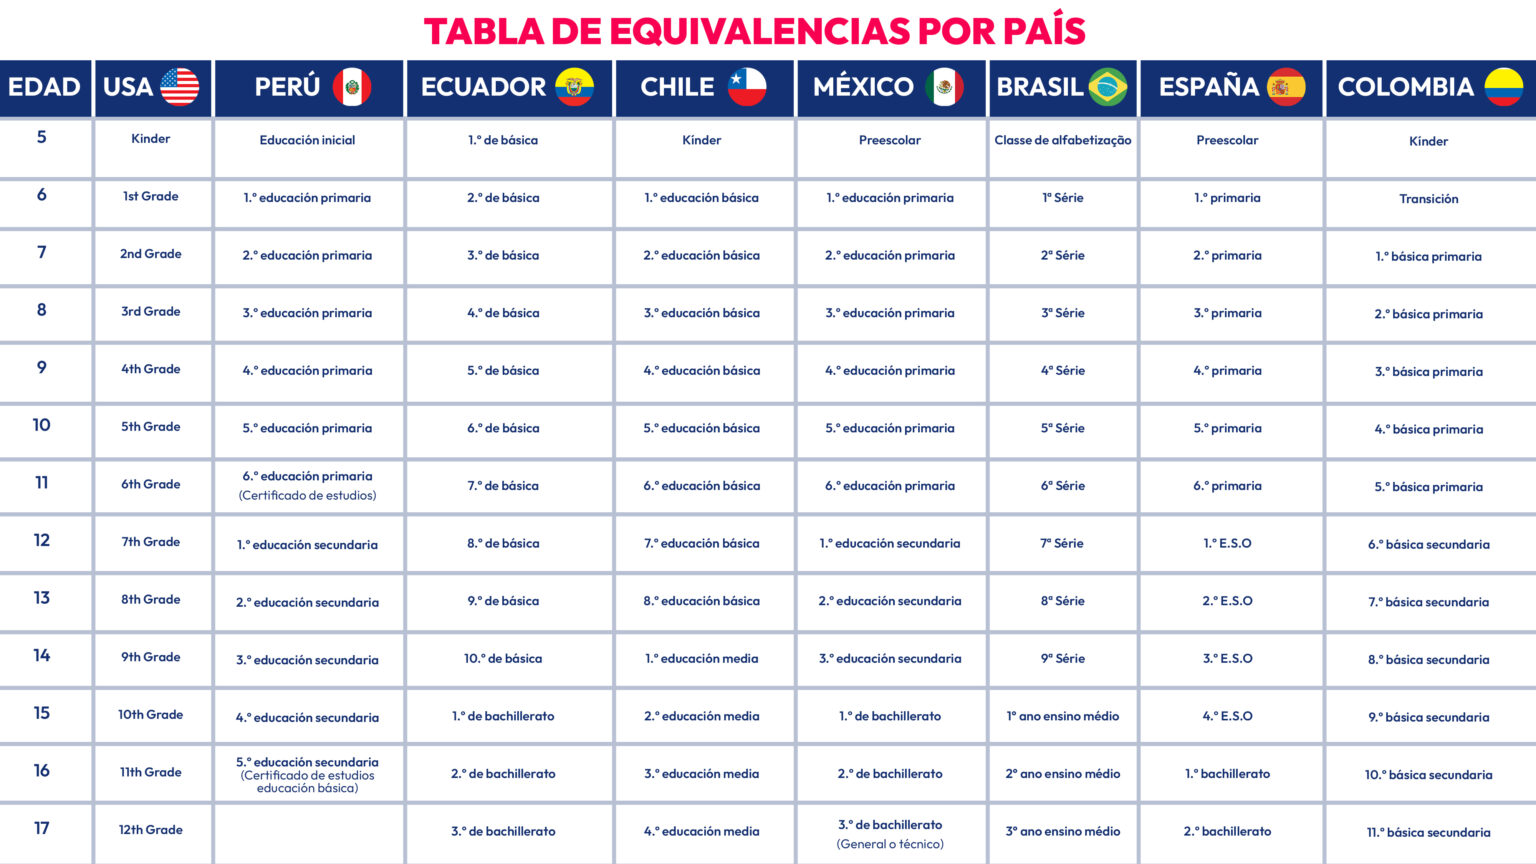 TABLA DE EQUIVALENCIAS POR PAÍS
EDAD USA PERÚ ECUADOR CHILE MÉXICO BRASIL ESPAÑA COLOMBIA
5 Kinder Educación inicial 1.º de básica Kínder Preescolar Classe de alfabetização Preescolar Kínder
6 1st Grade 1.º educación primaria 2.º de básica 1.º educación básica 1.º educación primaria 1ª Série 1.º primaria Transición
7 2nd Grade 2.º educación primaria 3.º de básica 2.º educación básica 2.º educación primaria 2ª Série 2.º primaria 1.º básica primaria
8 3rd Grade 3.º educación primaria 4.º de básica 3.º educación básica 3.º educación primaria 3ª Série 3.º primaria 2.º básica primaria
9 4th Grade 4.º educación primaria 5.º de básica 4.º educación básica 4.º educación primaria 4ª Série 4.º primaria 3.º básica primaria
10 5th Grade 5.º educación primaria 6.º de básica 5.º educación básica 5.º educación primaria 5ª Série 5.º primaria 4.º básica primaria
11 6th Grade 6.º educación primaria (Certificado de estudios) 7.º de básica 6.º educación básica 6.º educación primaria 6ª Série 6.º primaria 5.º básica primaria
12 7th Grade 1.º educación secundaria 8.º de básica 7.º educación básica 1.º educación secundaria 7ª Série 1.º E.S.O 6.º básica secundaria
13 8th Grade 2.º educación secundaria 9.º de básica 8.º educación básica 2.º educación secundaria 8ª Série 2.º E.S.O 7.º básica secundaria
14 9th Grade 3.º educación secundaria 10.º de básica 1.º educación media 3.º educación secundaria 9ª Série 3.º E.S.O 8.º básica secundaria
15 10th Grade 4.º educación secundaria 1.º de bachillerato 2.º educación media 1.º de bachillerato 1º ano ensino médio 4.º E.S.O 9.º básica secundaria
16 11th Grade 5.º educación secundaria (Certificado de estudios educación básica) 2.º de bachillerato 3.º educación media 2.º de bachillerato 2º ano ensino médio 1.º bachillerato 10.º básica secundaria
17 12th Grade 3.º de bachillerato 4.º educación media 3.º de bachillerato (General o técnico) 3º ano ensino médio 2.º bachillerato 11.º básica secundaria